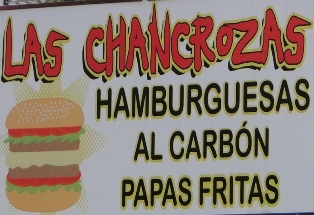 LAS CHANCROZAS
HAMBURGUESAS
AL CARBÓN
PAPAS FRITAS